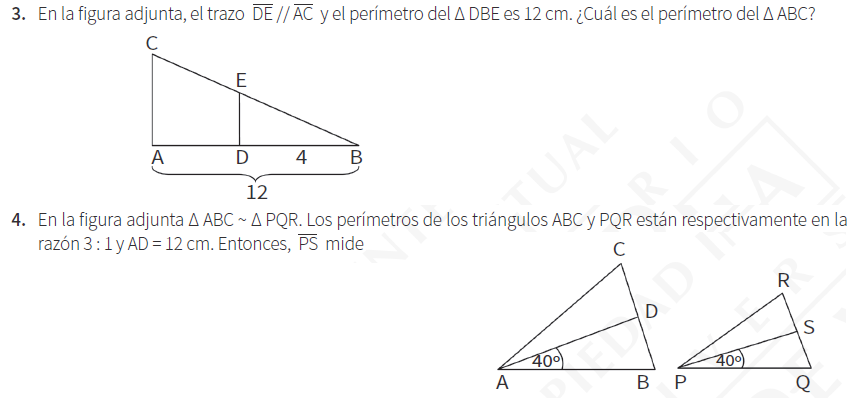 3. En la figura adjunta, el trazo DE // AC y el perímetro del Δ DBE es 12 cm. ¿Cuál es el perímetro del Δ ABC?
C
E
A D 4 B
12
4. En la figura adjunta Δ ABC ~ Δ PQR. Los perímetros de los triángulos ABC y PQR están respectivamente en la
razón 3 : 1 y AD = 12 cm. Entonces, PS mide
C
R
D
S
40º 40º
A B P Q